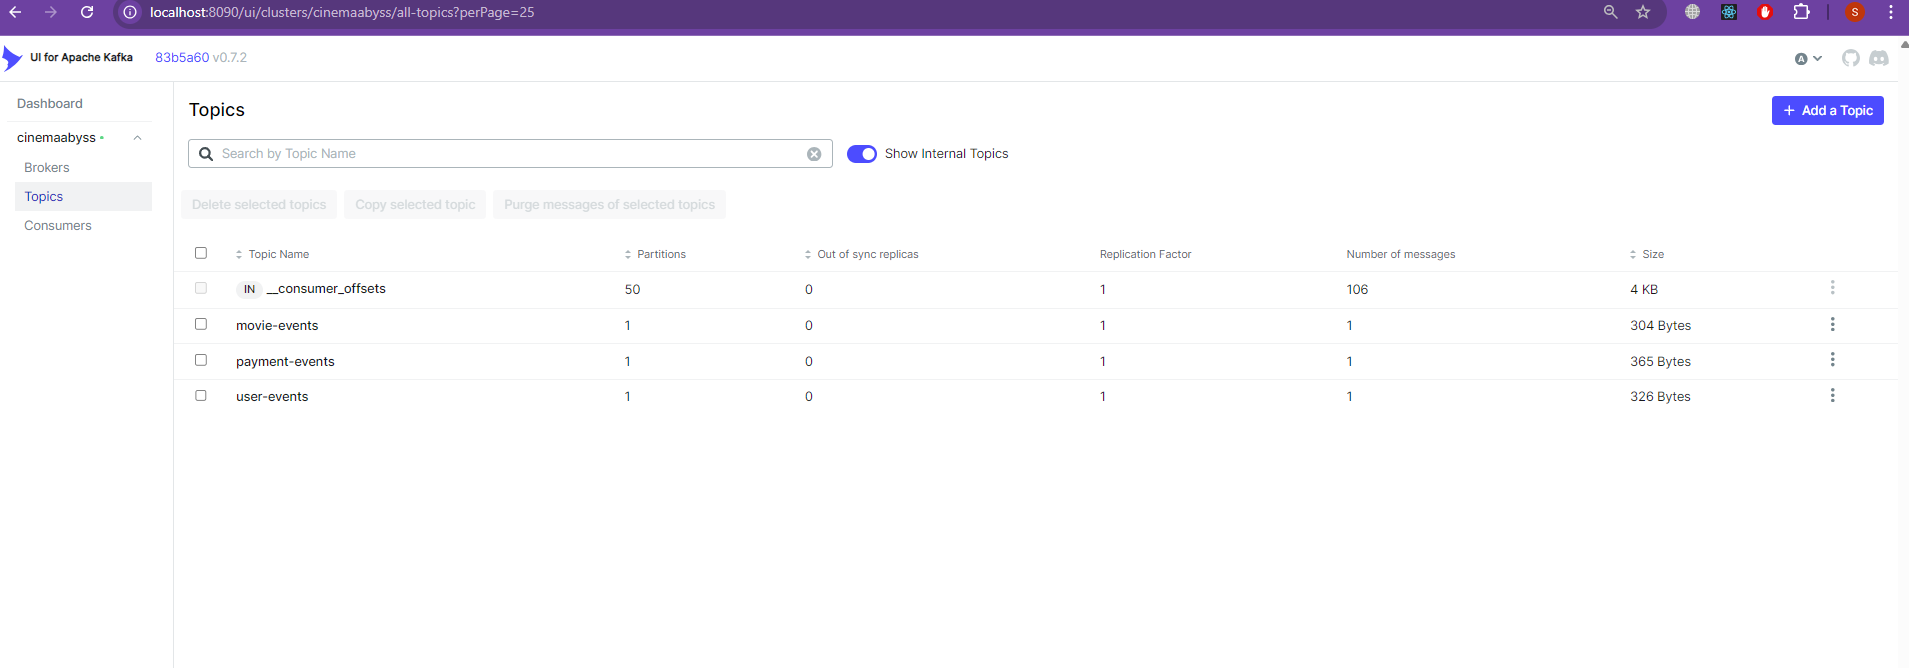 localhost:8090/ui/clusters/cinemaabyss/all-topics?perPage=25
S
UI for Apache Kafka 83b5a60 v0.7.2
A
Dashboard
cinemaabyss
Brokers
Topics
Consumers
Topics
+ Add a Topic
Search by Topic Name
Show Internal Topics
Delete selected topics Copy selected topic Purge messages of selected topics
Topic Name Partitions Out of sync replicas Replication Factor Number of messages Size
IN __consumer_offsets 50 0 1 106 4 KB
movie-events 1 0 1 1 304 Bytes
payment-events 1 0 1 1 365 Bytes
user-events 1 0 1 1 326 Bytes